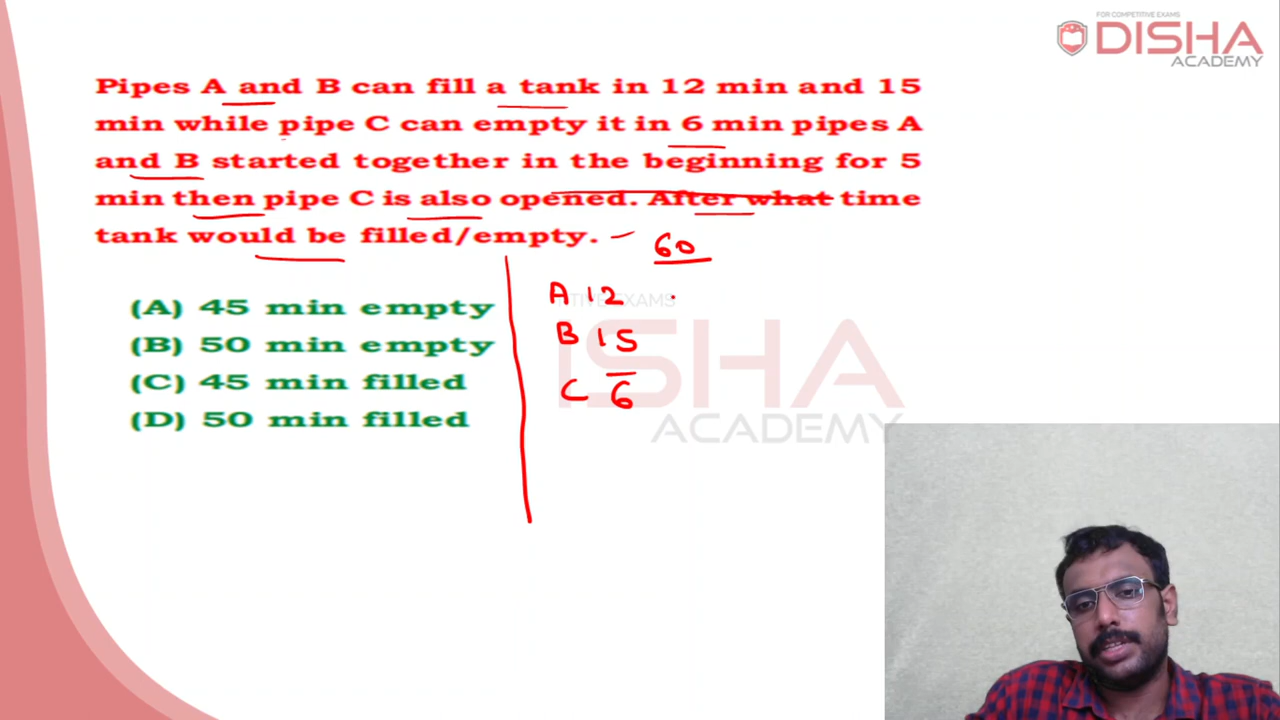 FOR COMPETITIVE EXAMS
DISHA
ACADEMY
Pipes A and B can fill a tank in 12 min and 15
min while pipe C can empty it in 6 min pipes A
and B started together in the beginning for 5
min then pipe C is also opened. After what time
tank would be filled/empty.
60
(A) 45 min empty
(B) 50 min empty
(C) 45 min filled
(D) 50 min filled
A 12
B 15
C 6
TIVE EXAMS
ISHA
ACADEMY